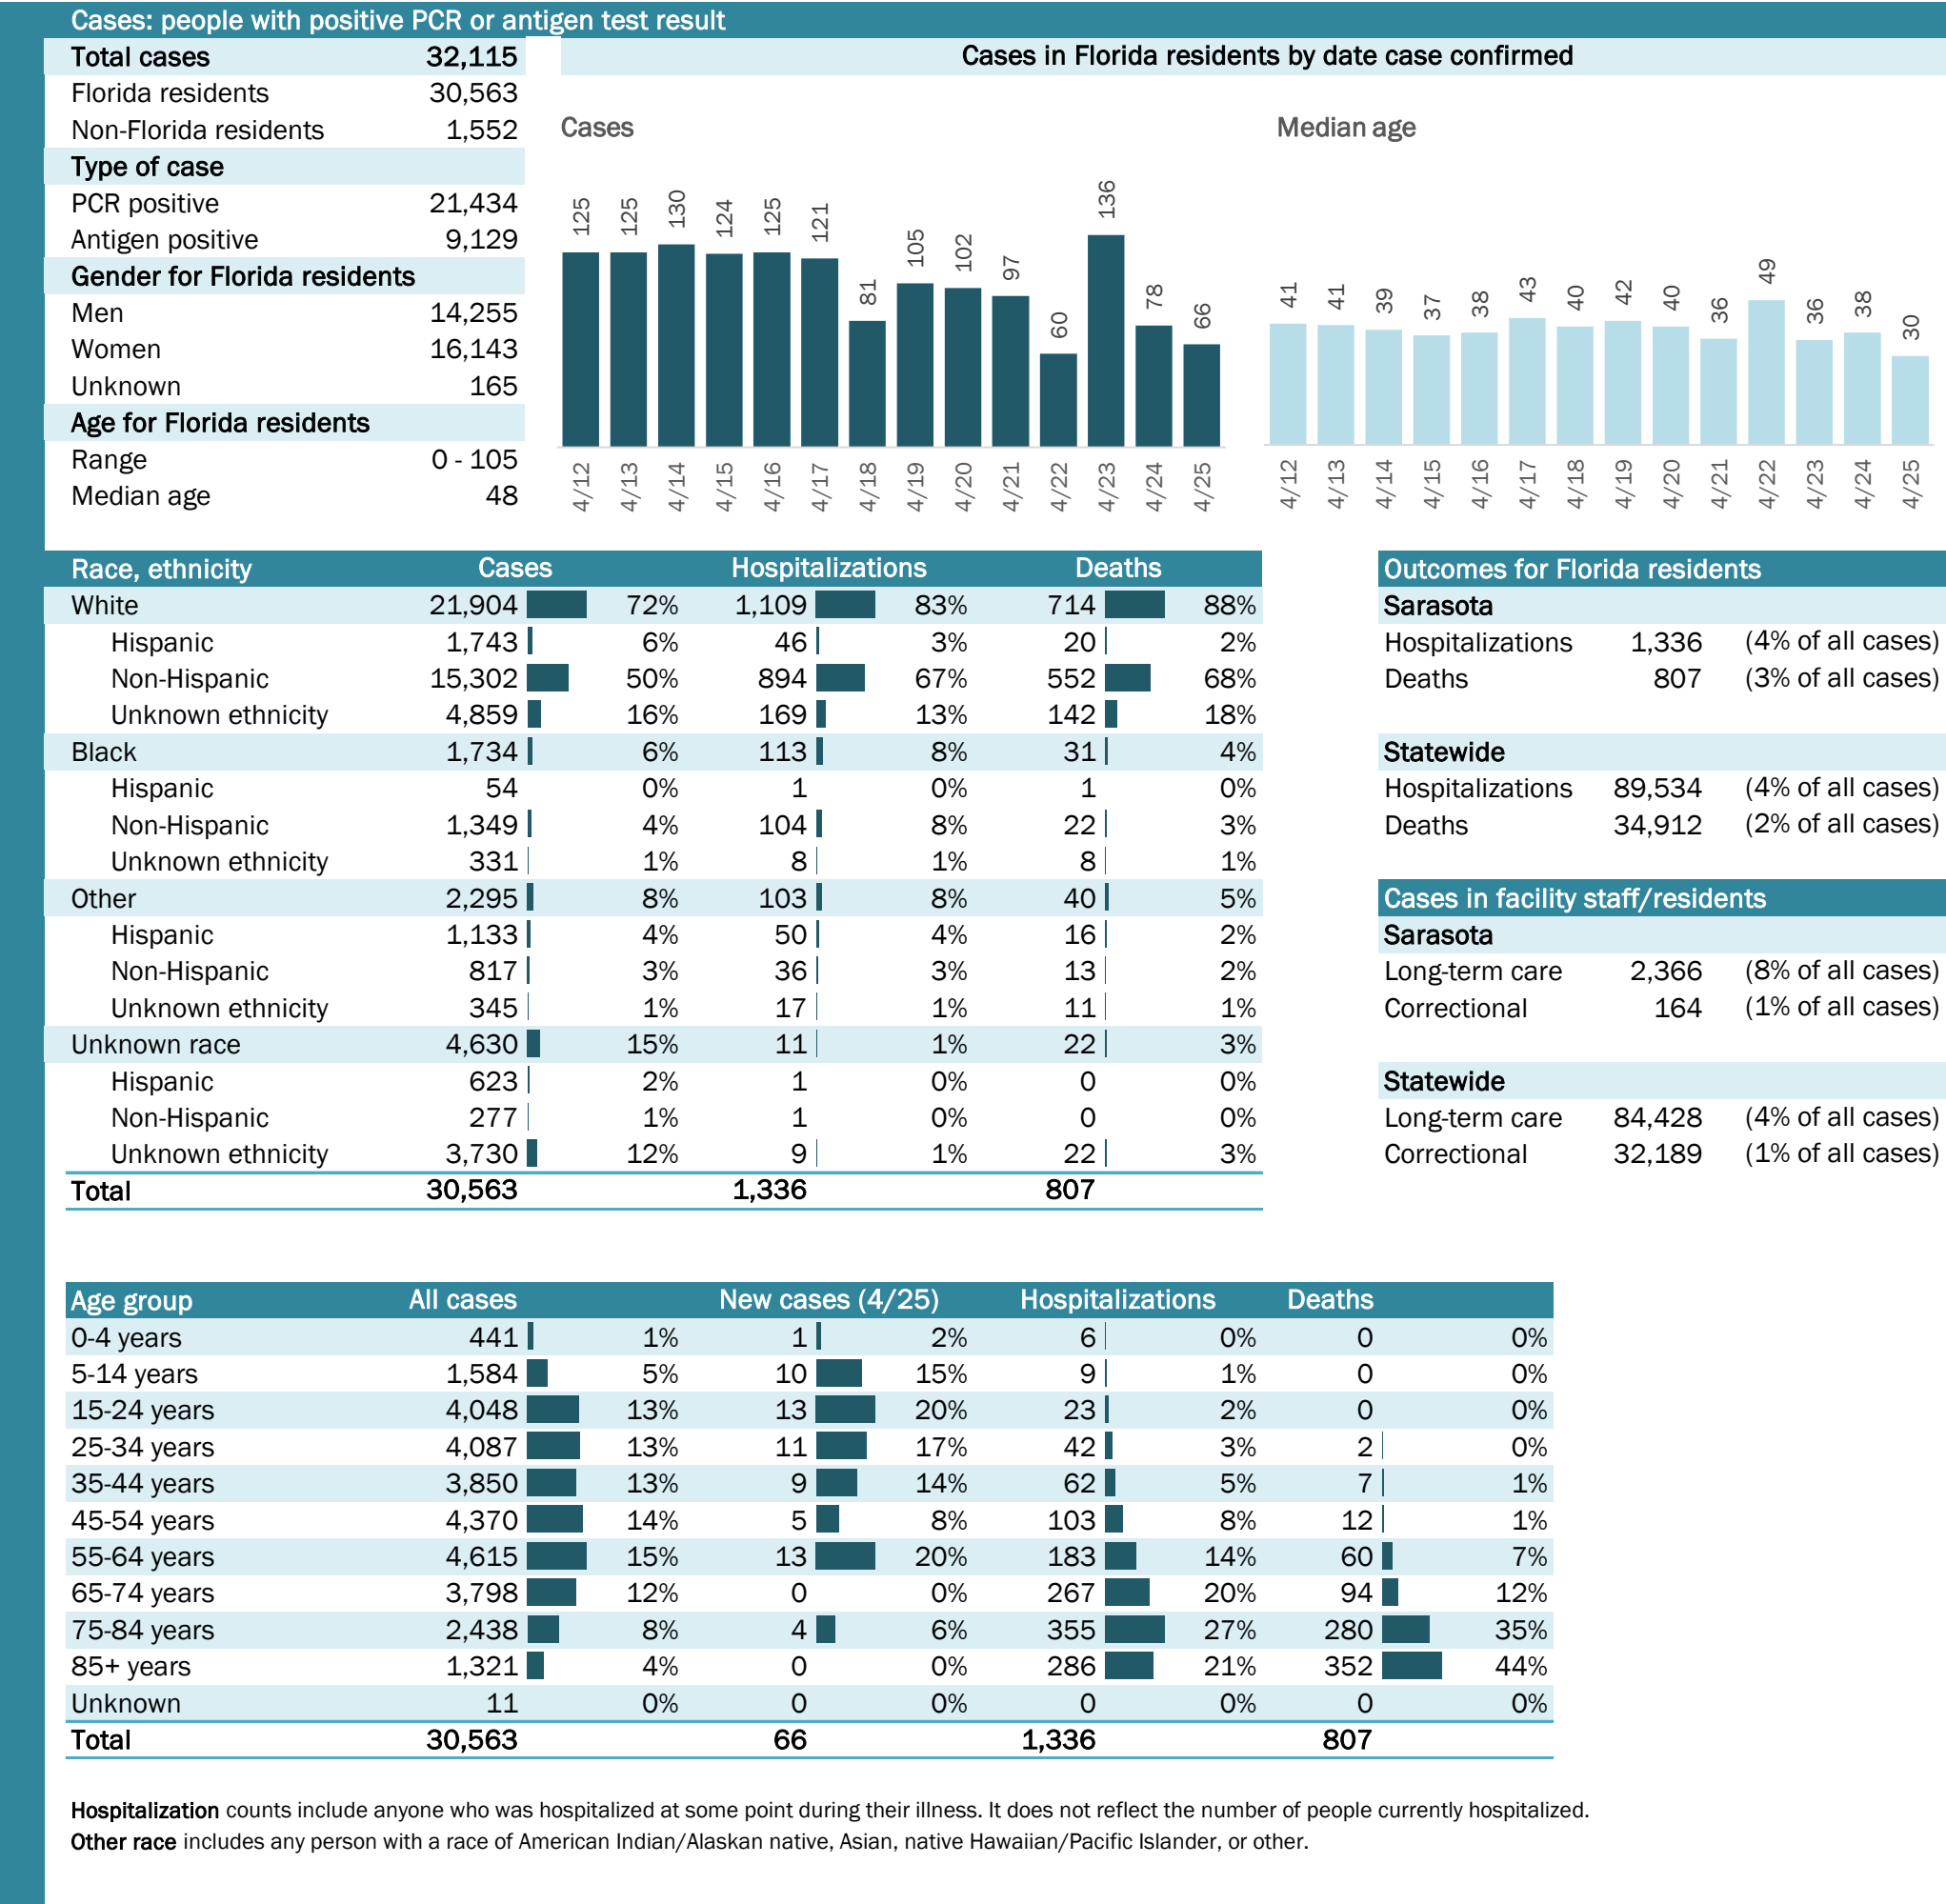 Cases: people with positive PCR or antigen test result
Total cases 32,115
Florida residents 30,563
Non-Florida residents 1,552
Type of case
PCR positive 21,434
Antigen positive 9,129
Gender for Florida residents
Men 14,255
Women 16,143
Unknown 165
Age for Florida residents
Range 0 - 105
Median age 48
Cases in Florida residents by date case confirmed
Cases
125 125 130 124 125 121 81 105 102 97 60 136 78 66
4/12 4/13 4/14 4/15 4/16 4/17 4/18 4/19 4/20 4/21 4/22 4/23 4/24 4/25
Median age
41 41 39 37 38 43 40 42 40 36 49 36 38 30
4/12 4/13 4/14 4/15 4/16 4/17 4/18 4/19 4/20 4/21 4/22 4/23 4/24 4/25
Race, ethnicity Cases Hospitalizations Deaths
White 21,904 72% 1,109 83% 714 88%
Hispanic 1,743 6% 46 3% 20 2%
Non-Hispanic 15,302 50% 894 67% 552 68%
Unknown ethnicity 4,859 16% 169 13% 142 18%
Black 1,734 6% 113 8% 31 4%
Hispanic 54 0% 1 0% 1 0%
Non-Hispanic 1,349 4% 104 8% 22 3%
Unknown ethnicity 331 1% 8 1% 8 1%
Other 2,295 8% 103 8% 40 5%
Hispanic 1,133 4% 50 4% 16 2%
Non-Hispanic 817 3% 36 3% 13 2%
Unknown ethnicity 345 1% 17 1% 11 1%
Unknown race 4,630 15% 11 1% 22 3%
Hispanic 623 2% 1 0% 0 0%
Non-Hispanic 277 1% 1 0% 0 0%
Unknown ethnicity 3,730 12% 9 1% 22 3%
Total 30,563 1,336 807
Outcomes for Florida residents
Sarasota
Hospitalizations 1,336 (4% of all cases)
Deaths 807 (3% of all cases)
Statewide
Hospitalizations 89,534 (4% of all cases)
Deaths 34,912 (2% of all cases)
Cases in facility staff/residents
Sarasota
Long-term care 2,366 (8% of all cases)
Correctional 164 (1% of all cases)
Statewide
Long-term care 84,428 (4% of all cases)
Correctional 32,189 (1% of all cases)
Age group All cases New cases (4/25) Hospitalizations Deaths
0-4 years 441 1% 1 2% 6 0% 0 0%
5-14 years 1,584 5% 10 15% 9 1% 0 0%
15-24 years 4,048 13% 13 20% 23 2% 0 0%
25-34 years 4,087 13% 11 17% 42 3% 2 0%
35-44 years 3,850 13% 9 14% 62 5% 7 1%
45-54 years 4,370 14% 5 8% 103 8% 12 1%
55-64 years 4,615 15% 13 20% 183 14% 60 7%
65-74 years 3,798 12% 0 0% 267 20% 94 12%
75-84 years 2,438 8% 4 6% 355 27% 280 35%
85+ years 1,321 4% 0 0% 286 21% 352 44%
Unknown 11 0% 0 0% 0 0% 0 0%
Total 30,563 66 1,336 807
Hospitalization counts include anyone who was hospitalized at some point during their illness. It does not reflect the number of people currently hospitalized.
Other race includes any person with a race of American Indian/Alaskan native, Asian, native Hawaiian/Pacific Islander, or other.